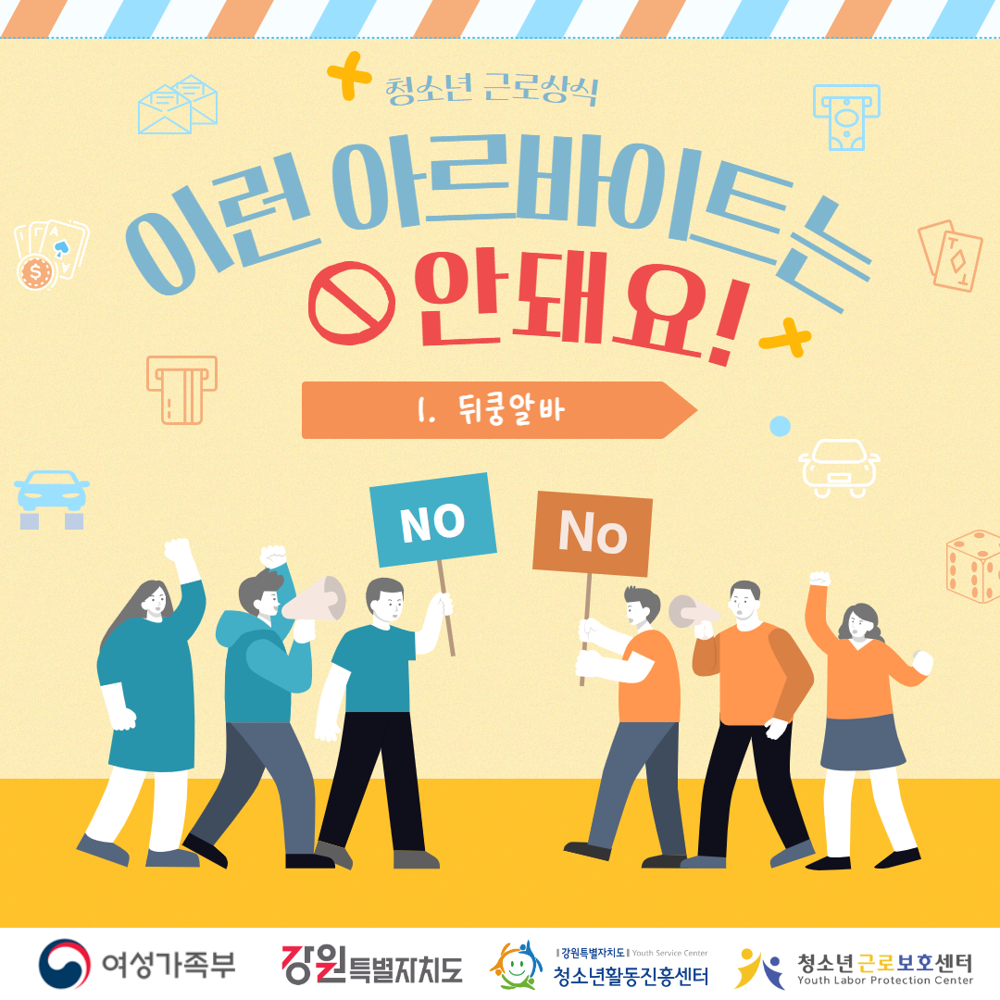 청소년 근로상식
이런 아르바이트는
안돼요!
1. 뒤쿵알바
NO
No
여성가족부
강원특별자치도
강원특별자치도 Youth Service Center
청소년활동진흥센터
청소년 근로보호센터
Youth Labor Protection Center